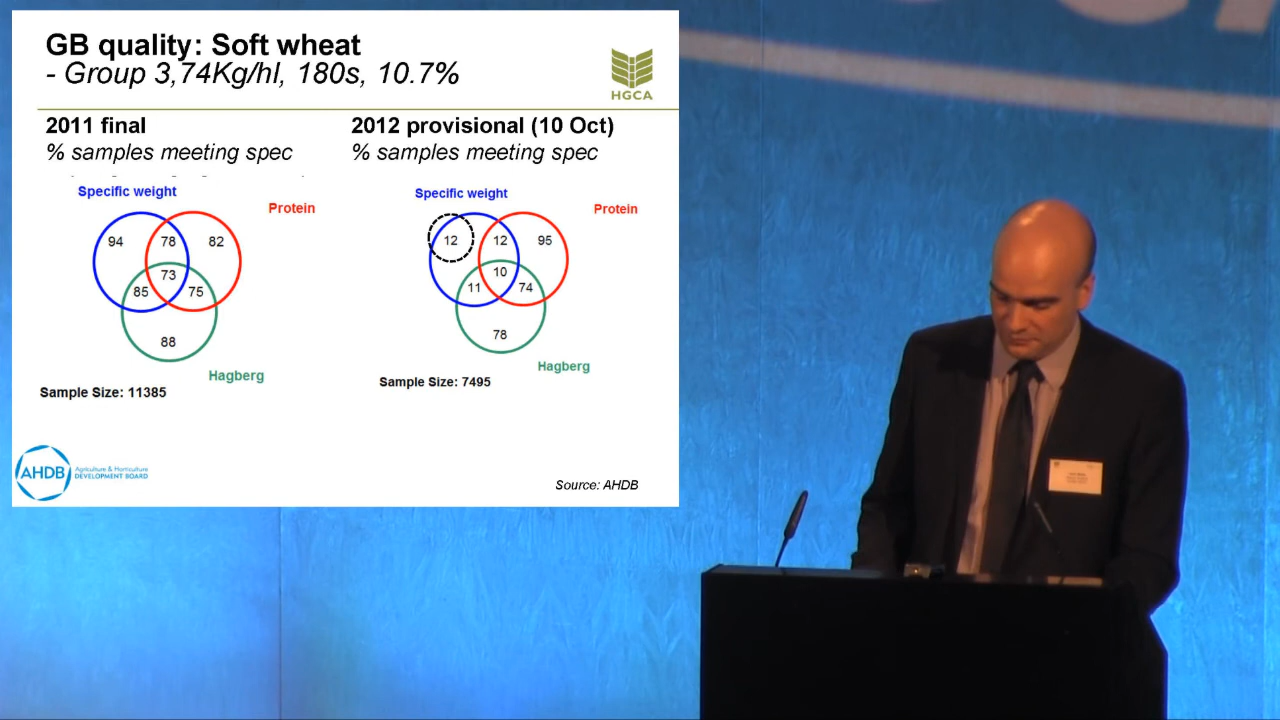 GB quality: Soft wheat
- Group 3,74Kg/hl, 180s, 10.7%
HGCA
2011 final
% samples meeting spec
Specific weight
Protein
94
78
82
73
85
75
88
Hagberg
Sample Size: 11385
2012 provisional (10 Oct)
% samples meeting spec
Specific weight
Protein
12
12
95
10
11
74
78
Hagberg
Sample Size: 7495
AHDB
Agriculture & Horticulture
DEVELOPMENT BOARD
Source: AHDB